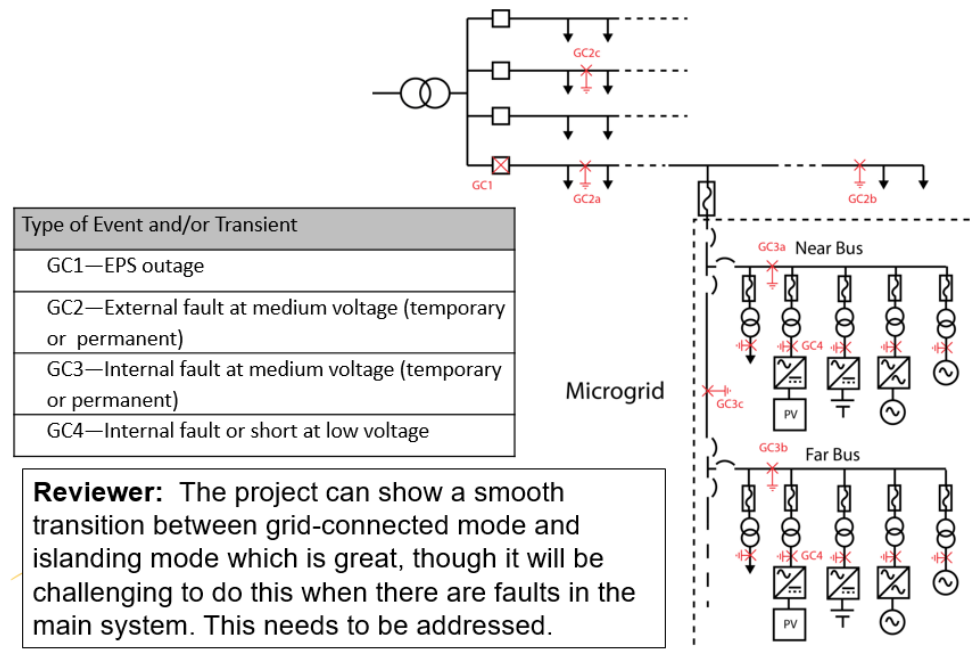 GC2c
GC1
GC2a
GC2b
Type of Event and/or Transient
GC1—EPS outage
GC2—External fault at medium voltage (temporary
or permanent)
GC3—Internal fault at medium voltage (temporary
or permanent)
GC4—Internal fault or short at low voltage
GC3a
Near Bus
GC4
PV
Microgrid
GC3c
GC3b
Far Bus
GC4
PV
Reviewer: The project can show a smooth
transition between grid-connected mode and
islanding mode which is great, though it will be
challenging to do this when there are faults in the
main system. This needs to be addressed.